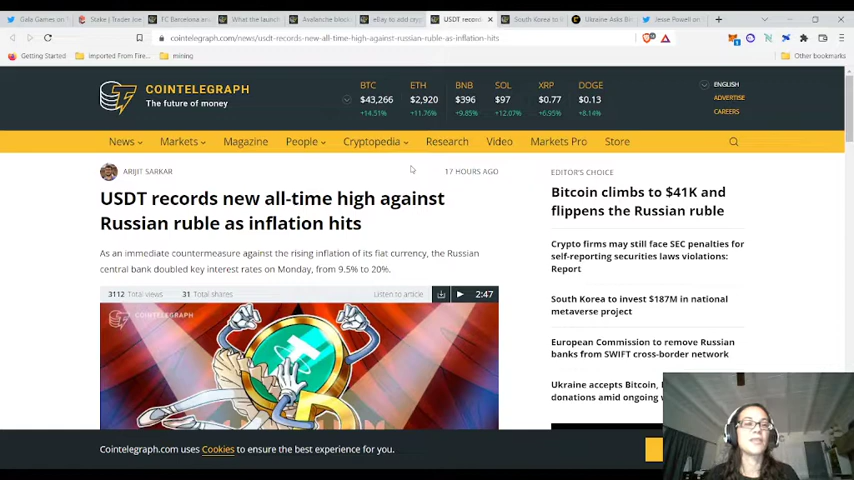 Gala Games on
Stake | Trader Joe
FC Barcelona an
What the launch
Avalanche block
eBay to add cry
USDT record
South Korea to i
Ukraine Asks Bi
Jesse Powell on
cointelegraph.com/news/usdt-records-new-all-time-high-against-russian-ruble-as-inflation-hits
Getting Started
imported From Fire...
mining
Other bookmarks
COINTELEGRAPH
The future of money
BTC ETH BNB SOL XRP DOGE
$43,266 $2,920 $396 $97 $0.77 $0.13
+14.51% +11.76% +9.85% +12.07% +6.95% +8.14%
ENGLISH
ADVERTISE
CAREERS
News Markets Magazine People Cryptopedia Research Video Markets Pro Store
ARIJIT SARKAR
17 HOURS AGO
USDT records new all-time high against
Russian ruble as inflation hits
As an immediate countermeasure against the rising inflation of its fiat currency, the Russian
central bank doubled key interest rates on Monday, from 9.5% to 20%.
3112 Total views 31 Total shares
Listen to article
2:47
COINTELEGRAPH
EDITOR'S CHOICE
Bitcoin climbs to $41K and
flippens the Russian ruble
Crypto firms may still face SEC penalties for
self-reporting securities laws violations:
Report
South Korea to invest $187M in national
metaverse project
European Commission to remove Russian
banks from SWIFT cross-border network
Ukraine accepts Bitcoin,
donations amid ongoing
Cointelegraph.com uses Cookies to ensure the best experience for you.